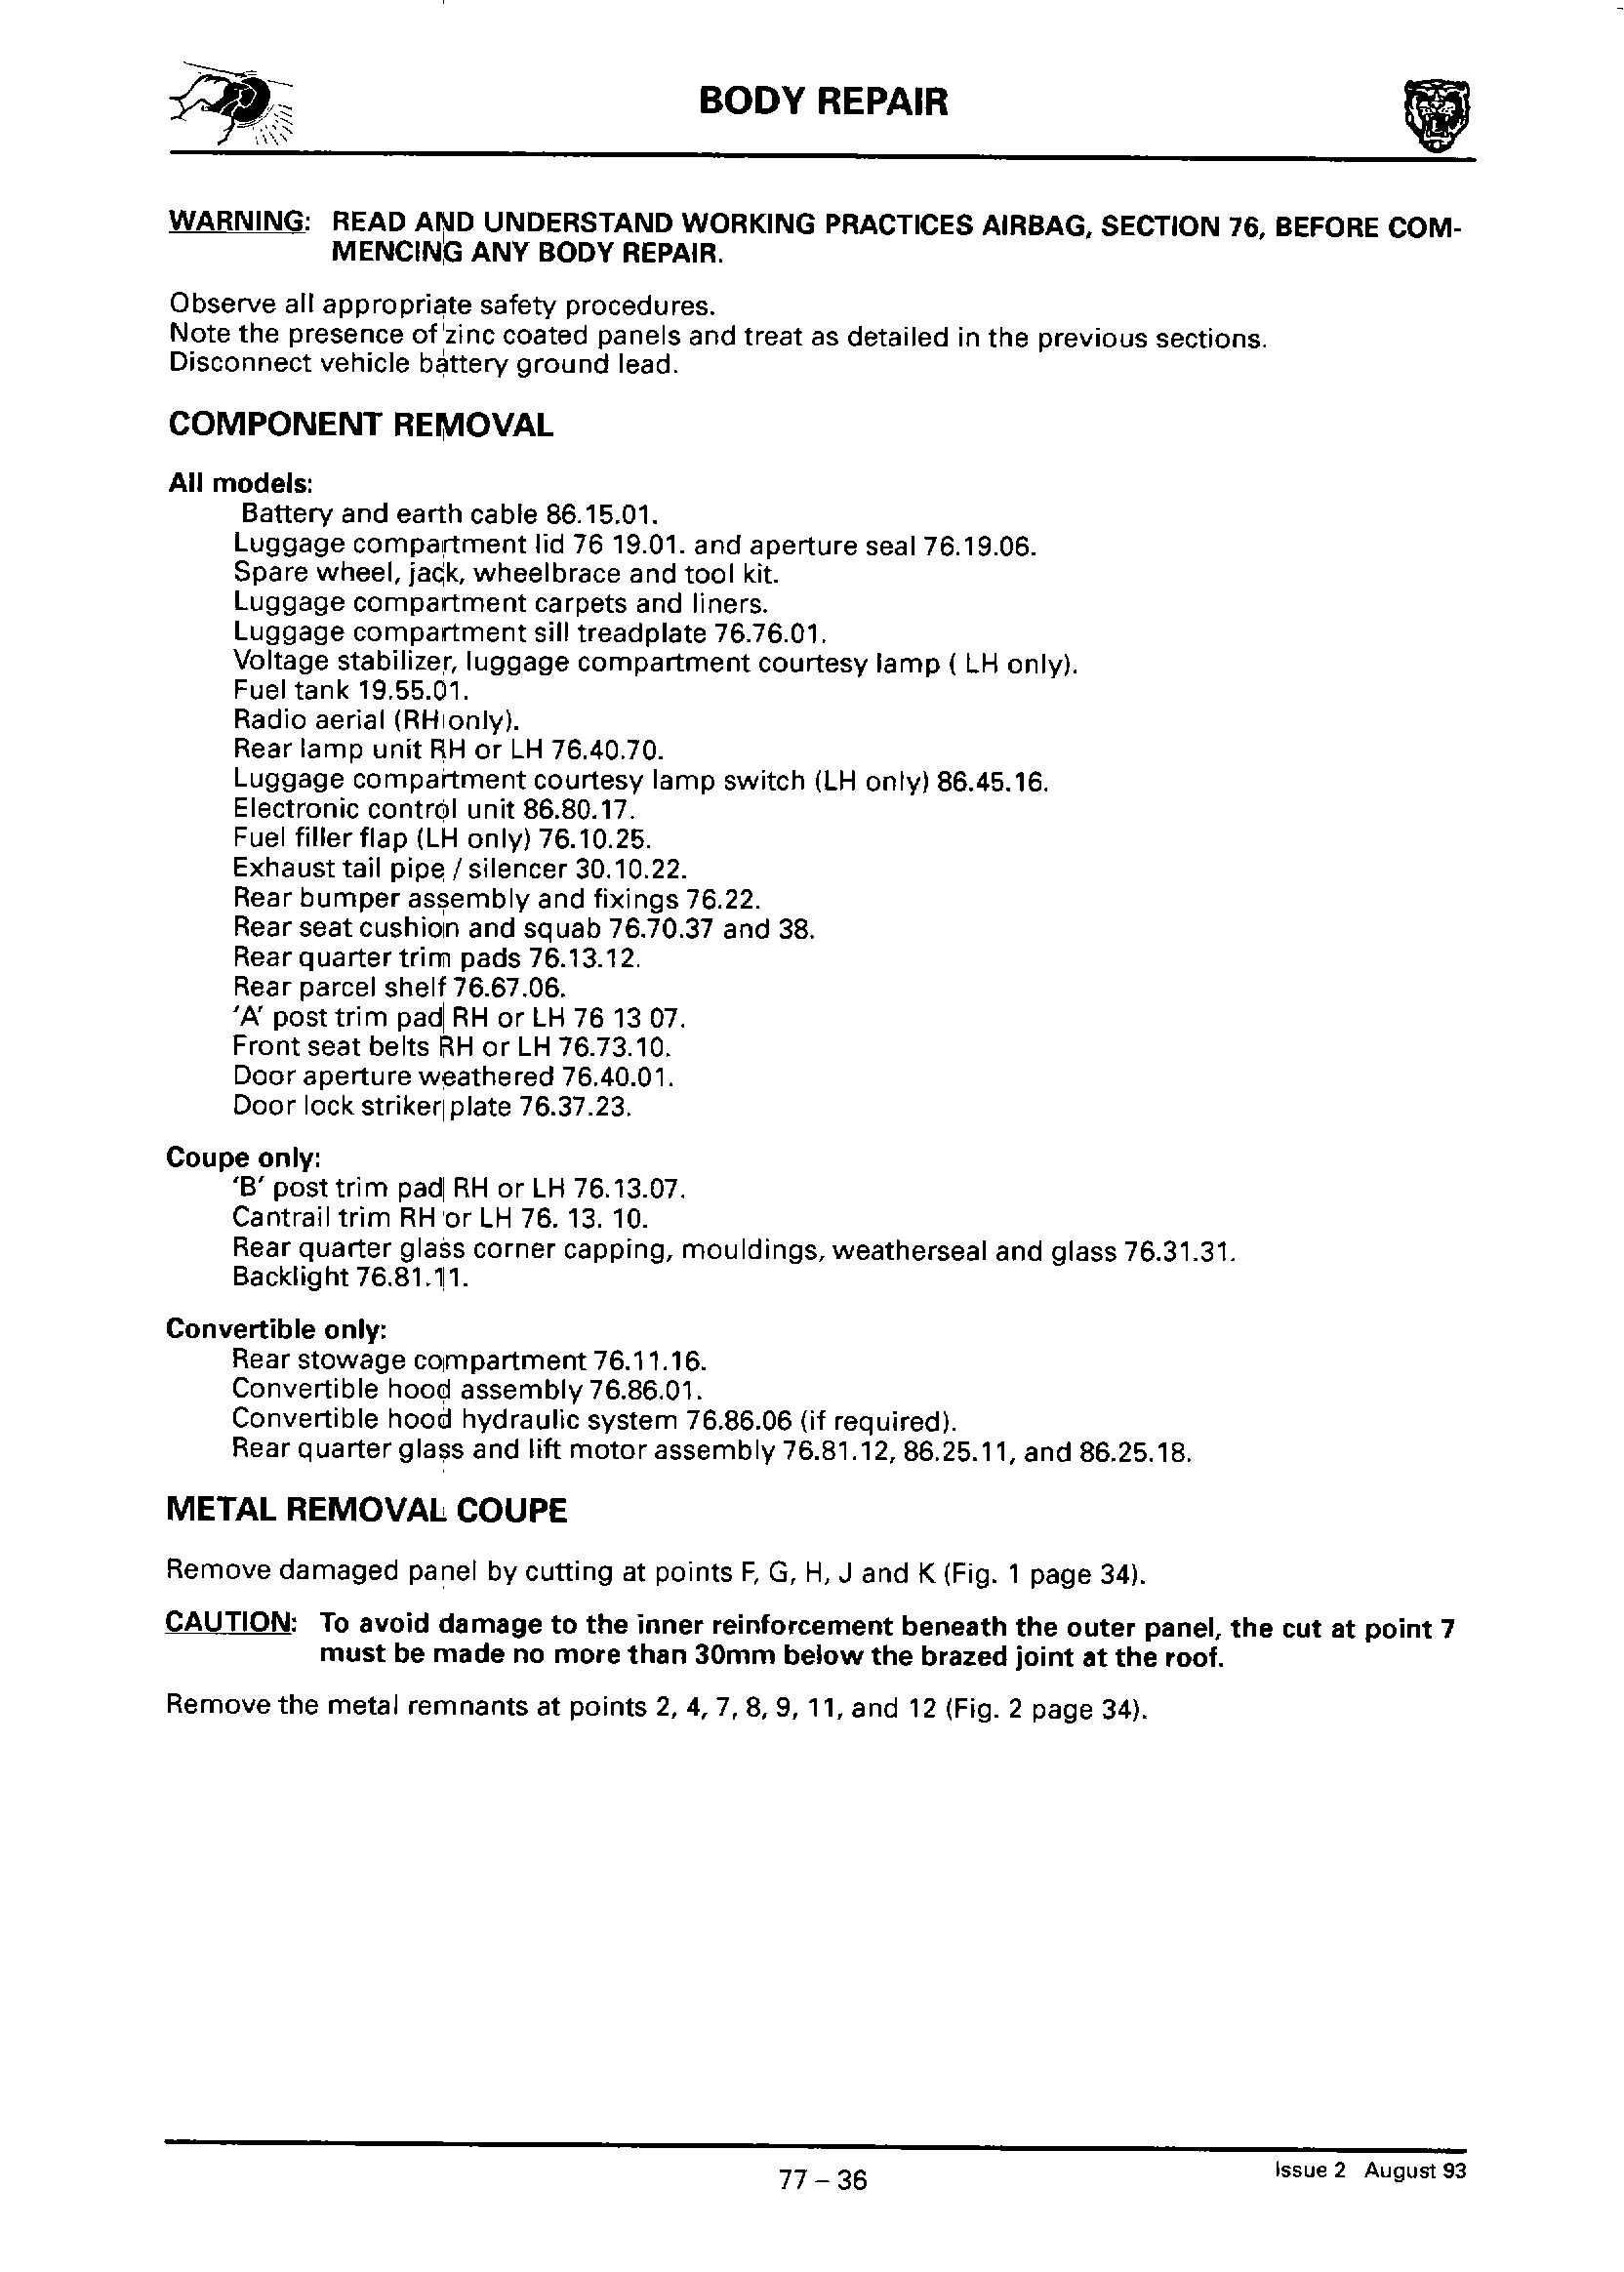 BODY REPAIR
WARNING: READ AND UNDERSTAND WORKING PRACTICES AIRBAG, SECTION 76, BEFORE COM-
MENCING ANY BODY REPAIR.
Observe all appropriate safety procedures.
Note the presence of zinc coated panels and treat as detailed in the previous sections.
Disconnect vehicle battery ground lead.
COMPONENT REMOVAL
All models:
Battery and earth cable 86.15.01.
Luggage compartment lid 76 19.01. and aperture seal 76.19.06.
Spare wheel, jack, wheelbrace and tool kit.
Luggage compartment carpets and liners.
Luggage compartment sill treadplate 76.76.01.
Voltage stabilizer, luggage compartment courtesy lamp ( LH only).
Fuel tank 19.55.01.
Radio aerial (RH only).
Rear lamp unit RH or LH 76.40.70.
Luggage compartment courtesy lamp switch (LH only) 86.45.16.
Electronic control unit 86.80.17.
Fuel filler flap (LH only) 76.10.25.
Exhaust tail pipe / silencer 30.10.22.
Rear bumper assembly and fixings 76.22.
Rear seat cushion and squab 76.70.37 and 38.
Rear quarter trim pads 76.13.12.
Rear parcel shelf 76.67.06.
'A' post trim pad RH or LH 76 13 07.
Front seat belts RH or LH 76.73.10.
Door aperture weathered 76.40.01.
Door lock striker plate 76.37.23.
Coupe only:
'B' post trim pad RH or LH 76.13.07.
Cantrail trim RH or LH 76. 13. 10.
Rear quarter glass corner capping, mouldings, weatherseal and glass 76.31.31.
Backlight 76.81.11.
Convertible only:
Rear stowage compartment 76.11.16.
Convertible hood assembly 76.86.01.
Convertible hood hydraulic system 76.86.06 (if required).
Rear quarter glass and lift motor assembly 76.81.12, 86.25.11, and 86.25.18.
METAL REMOVAL COUPE
Remove damaged panel by cutting at points F, G, H, J and K (Fig. 1 page 34).
CAUTION: To avoid damage to the inner reinforcement beneath the outer panel, the cut at point 7
must be made no more than 30mm below the brazed joint at the roof.
Remove the metal remnants at points 2, 4, 7, 8, 9, 11, and 12 (Fig. 2 page 34).
77 – 36
Issue 2 August 93